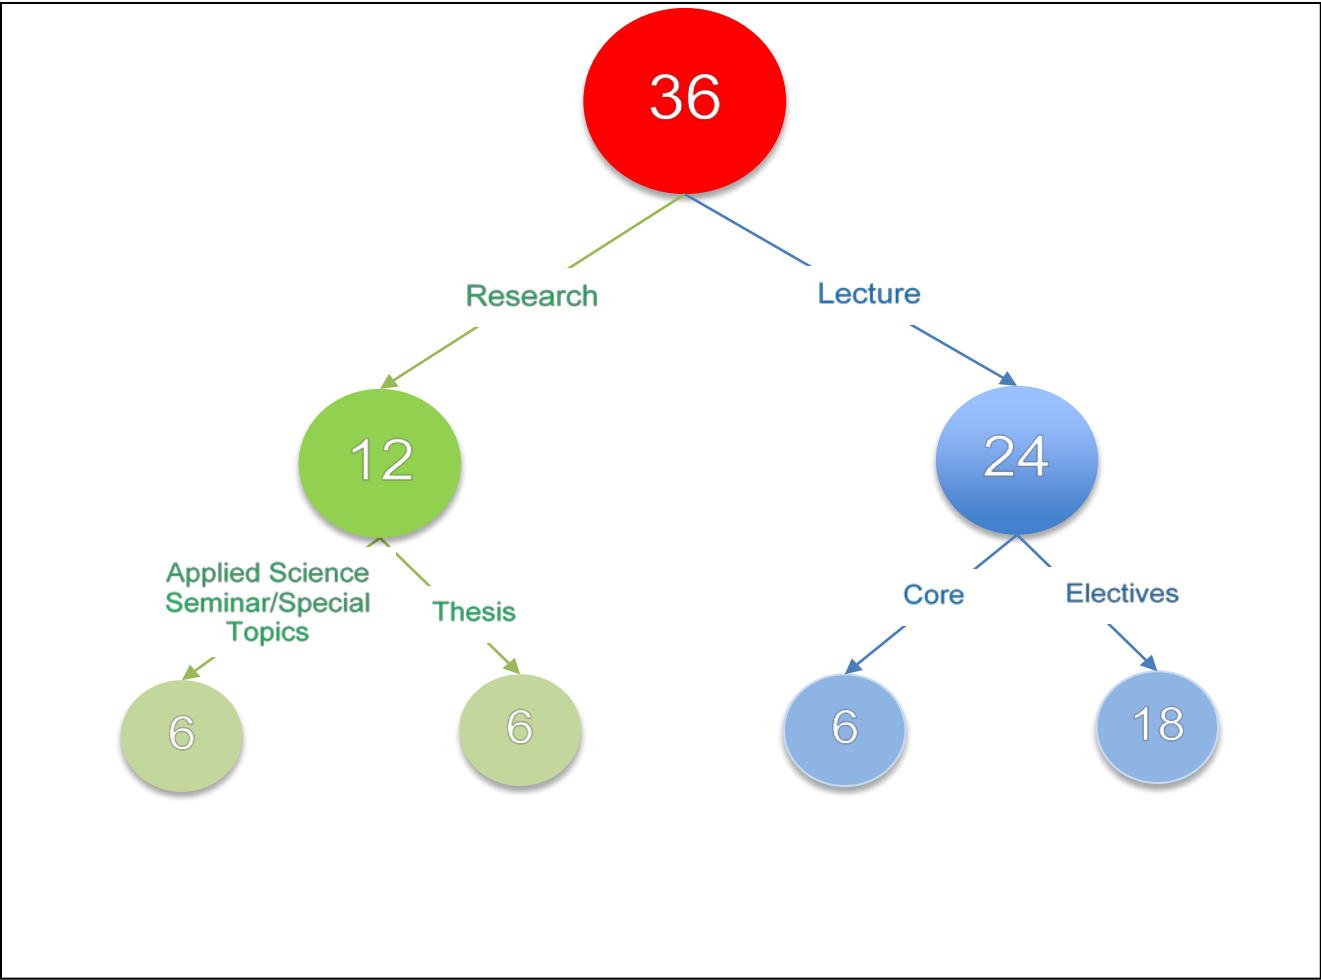 36
Research
Lecture
12
24
Applied Science
Seminar/Special
Topics
Thesis
Core
Electives
6
6
6
18